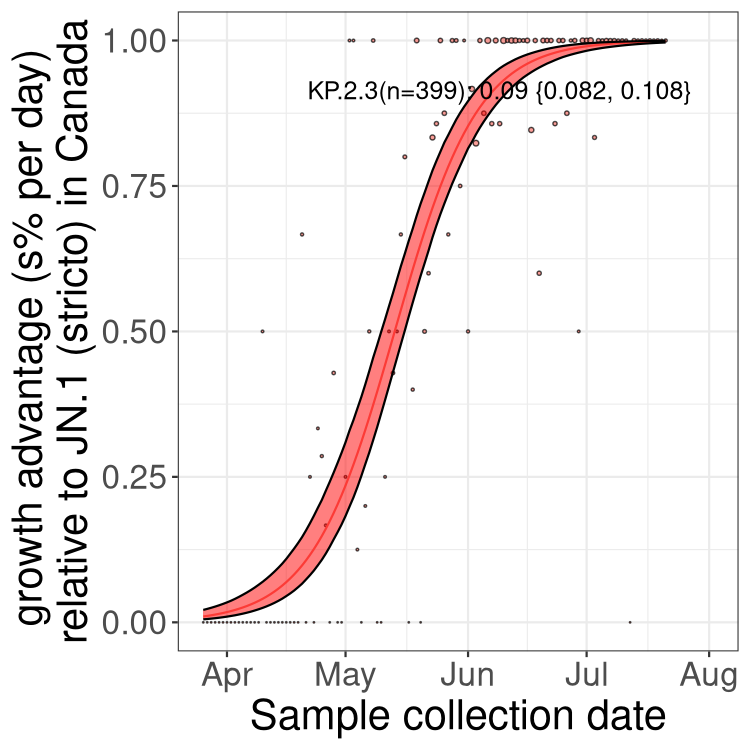 growth advantage (s% per day)
relative to JN.1 (stricto) in Canada
1.00
0.75
0.50
0.25
0.00
KP.2.3(n=399): 0.09 {0.082, 0.108}
Apr May Jun Jul Aug
Sample collection date